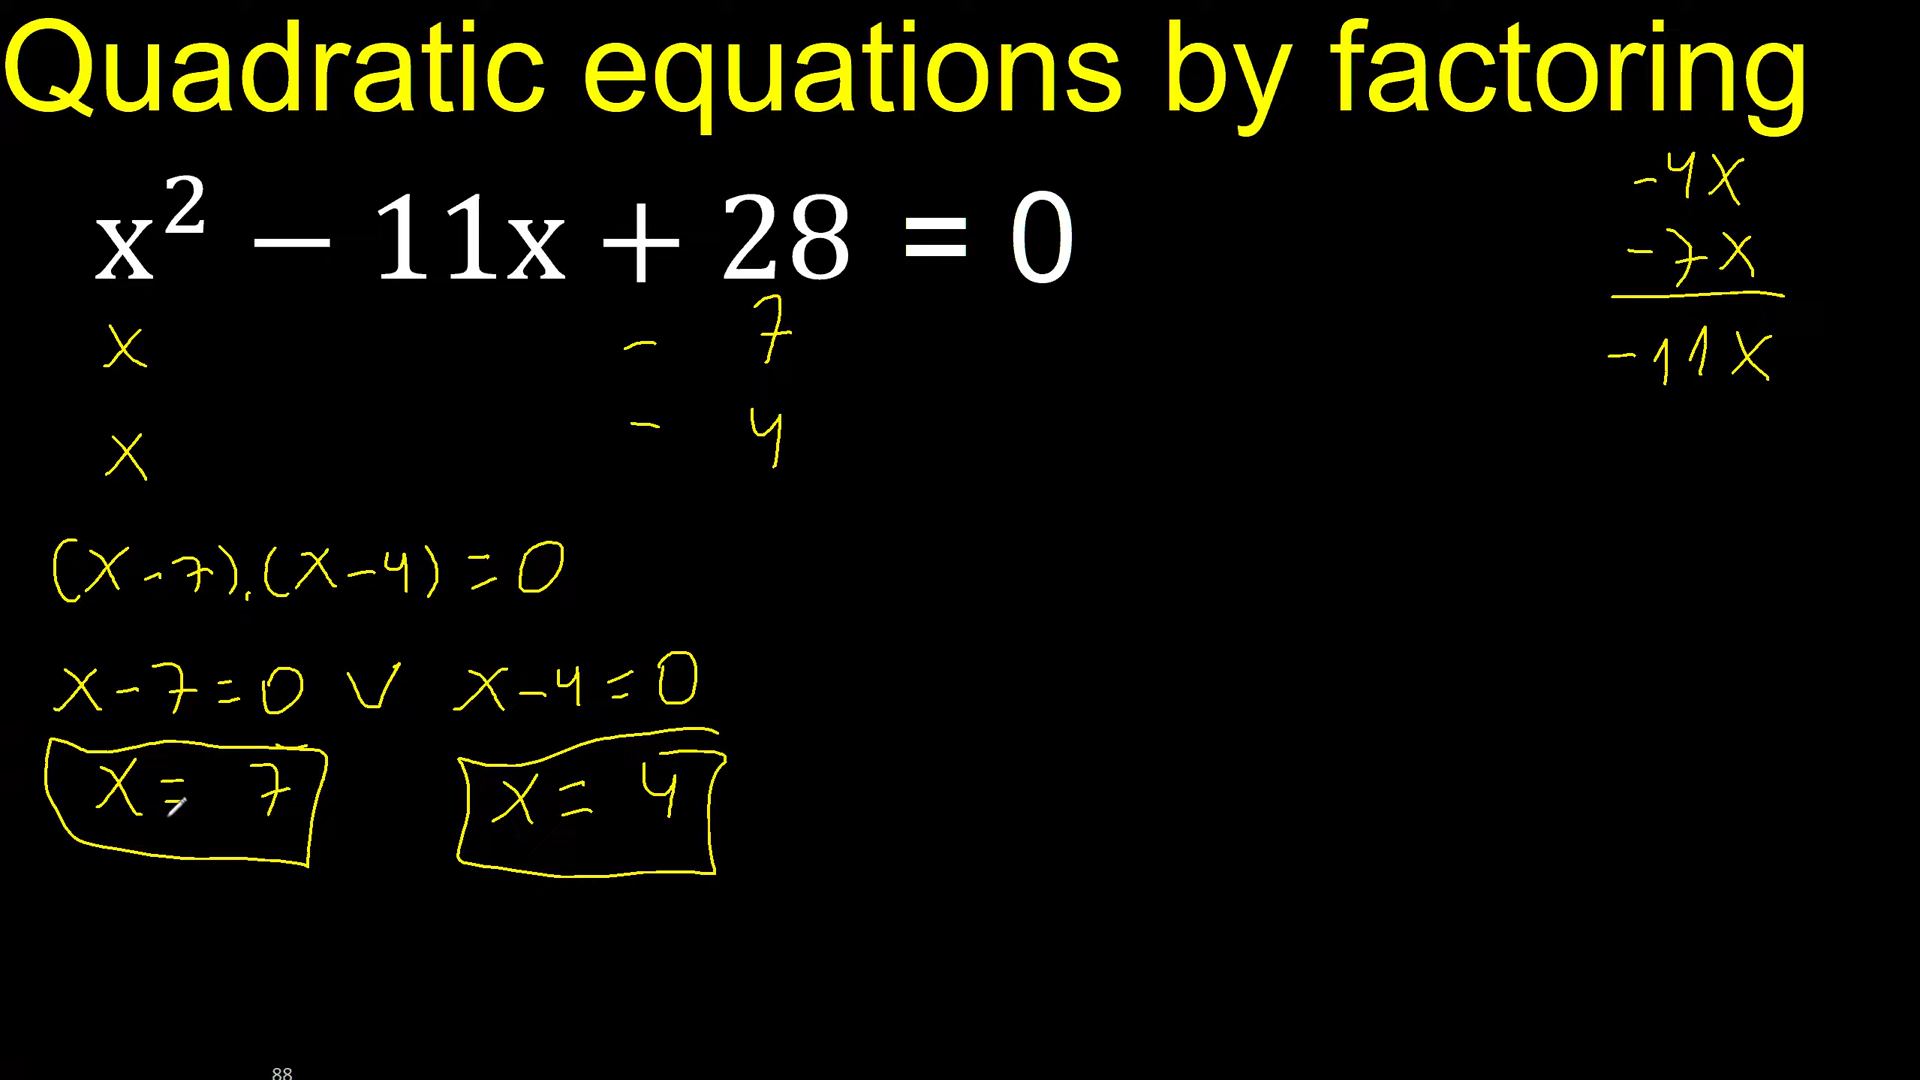 Quadratic equations by factoring
x² − 11x + 28 = 0
-4x
-7x
-11x
x - 7
x - 4
(x-7).(x-4)=0
x-7=0 V x-4=0
x= 7 x= 4
88